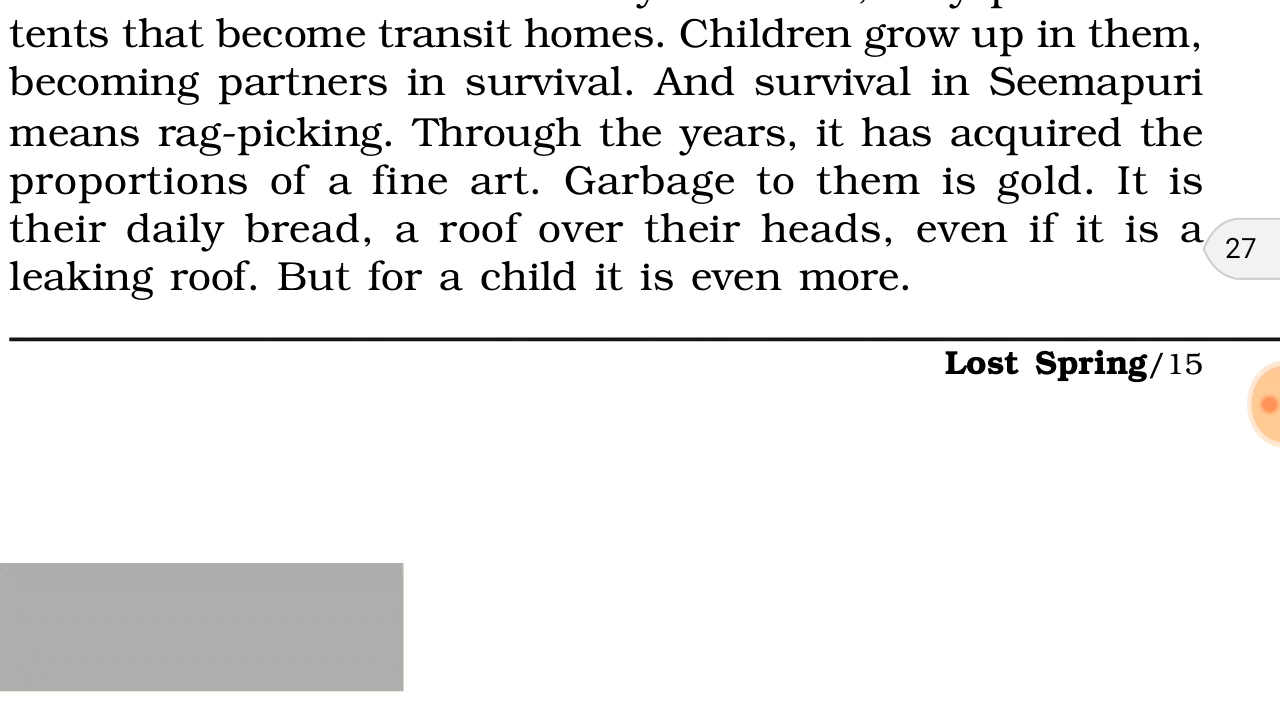 tents that become transit homes. Children grow up in them,
becoming partners in survival. And survival in Seemapuri
means rag-picking. Through the years, it has acquired the
proportions of a fine art. Garbage to them is gold. It is
their daily bread, a roof over their heads, even if it is a
27
leaking roof. But for a child it is even more.
Lost Spring/15